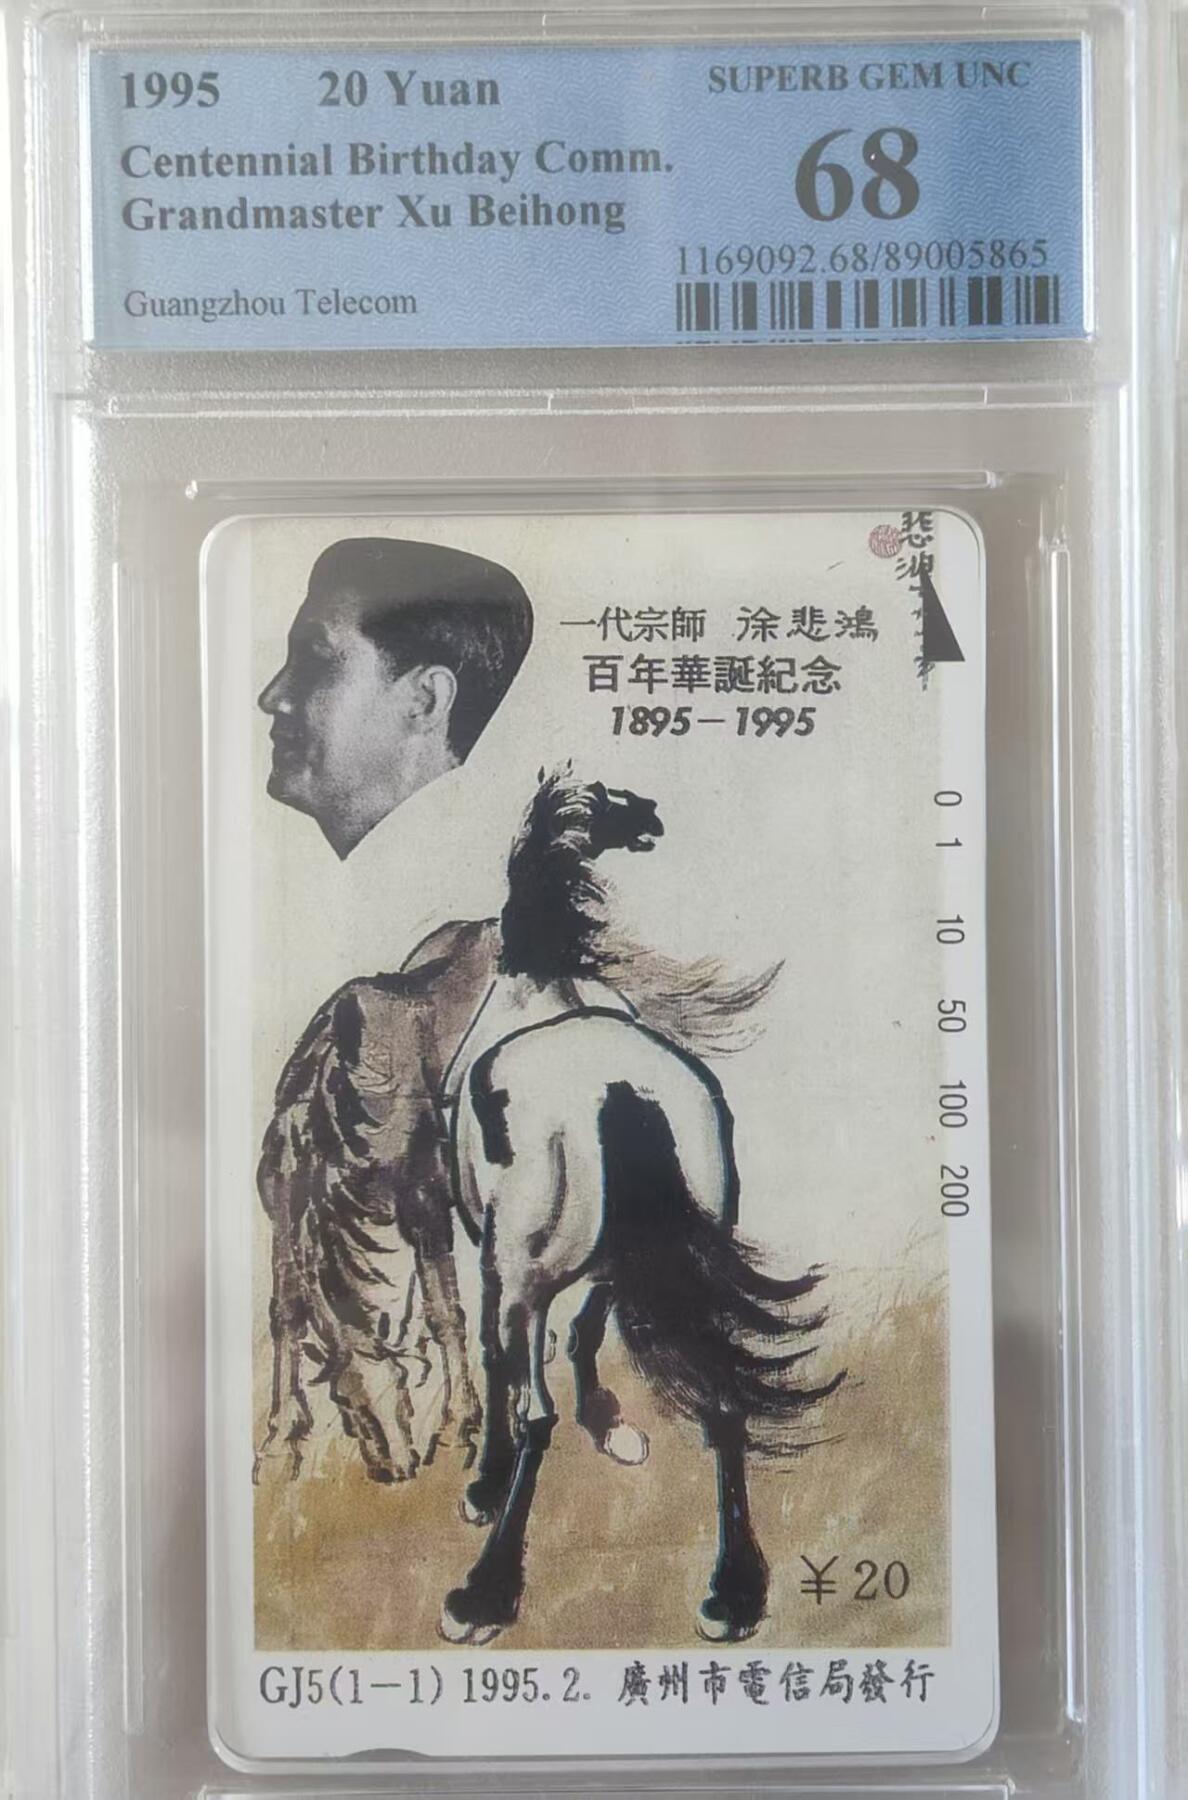 1995 20 Yuan
SUPERB GEM UNC
Centennial Birthday Comm.
68
Grandmaster Xu Beihong
1169092.68/89005865
Guangzhou Telecom
悲鴻
一代宗師 徐悲鴻
百年華誕紀念
1895-1995
0 1 10 50 100 200
¥20
GJ5(1-1) 1995.2. 廣州市電信局發行